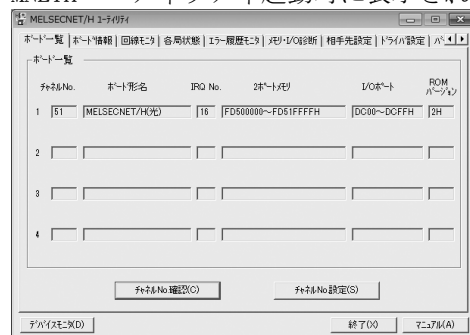 MELSECNET/H ユーティリティ
ボード一覧 ボード情報 回線モニタ 各局状態 エラー履歴モニタ メモリ・I/O診断 相手先設定 ドライバ設定
ボード一覧
チャネルNo. ボード形名 IRQ No. 2ポートメモリ I/Oポート ROMバージョン
1 51 MELSECNET/H(光) 16 FD500000～FD51FFFFH DC00～DCFFH 2H
2
3
4
チャネルNo.確認(C) チャネルNo.設定(S)
デバイスモニタ(D) 終了(X) マニュアル(A)